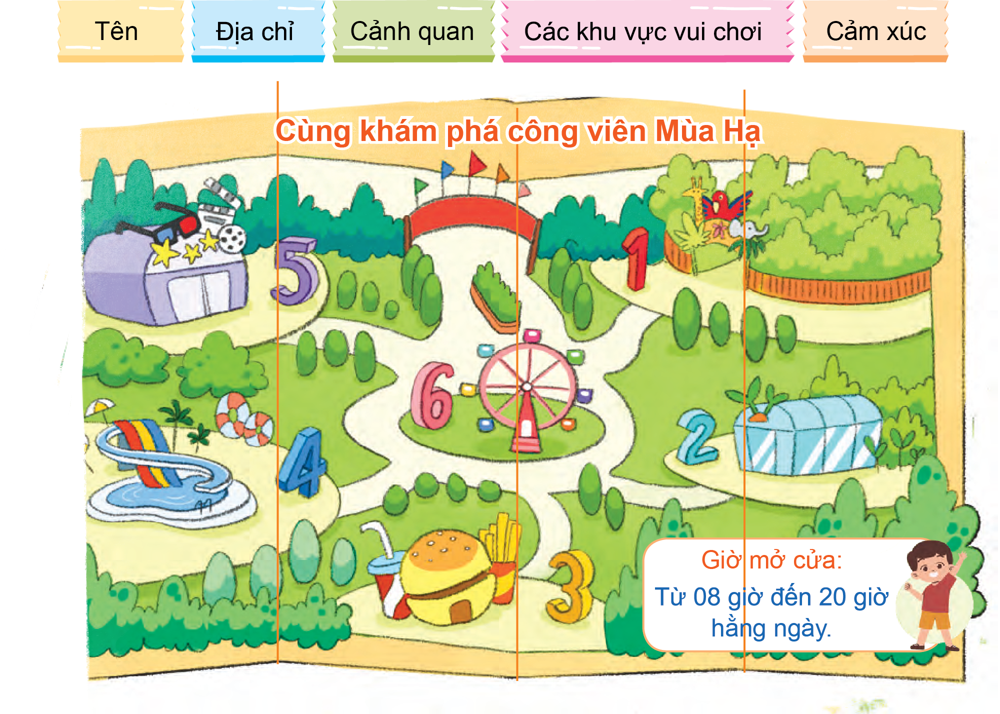 Tên
Địa chỉ
Cảnh quan
Các khu vực vui chơi
Cảm xúc
Cùng khám phá công viên Mùa Hạ
5
1
6
2
4
3
Giờ mở cửa:
Từ 08 giờ đến 20 giờ
hằng ngày.